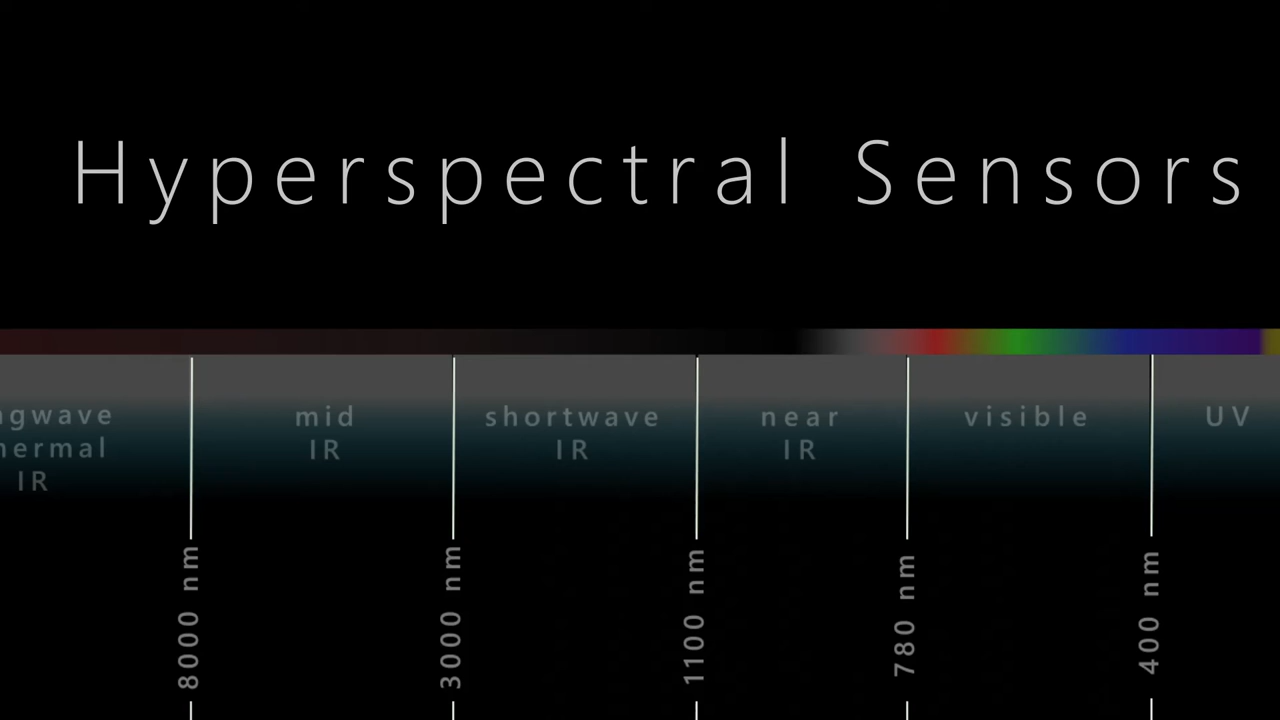 Hyperspectral Sensors
mid
IR
shortwave
IR
near
IR
visible
UV
IR
8000 nm
3000 nm
1100 nm
780 nm
400 nm